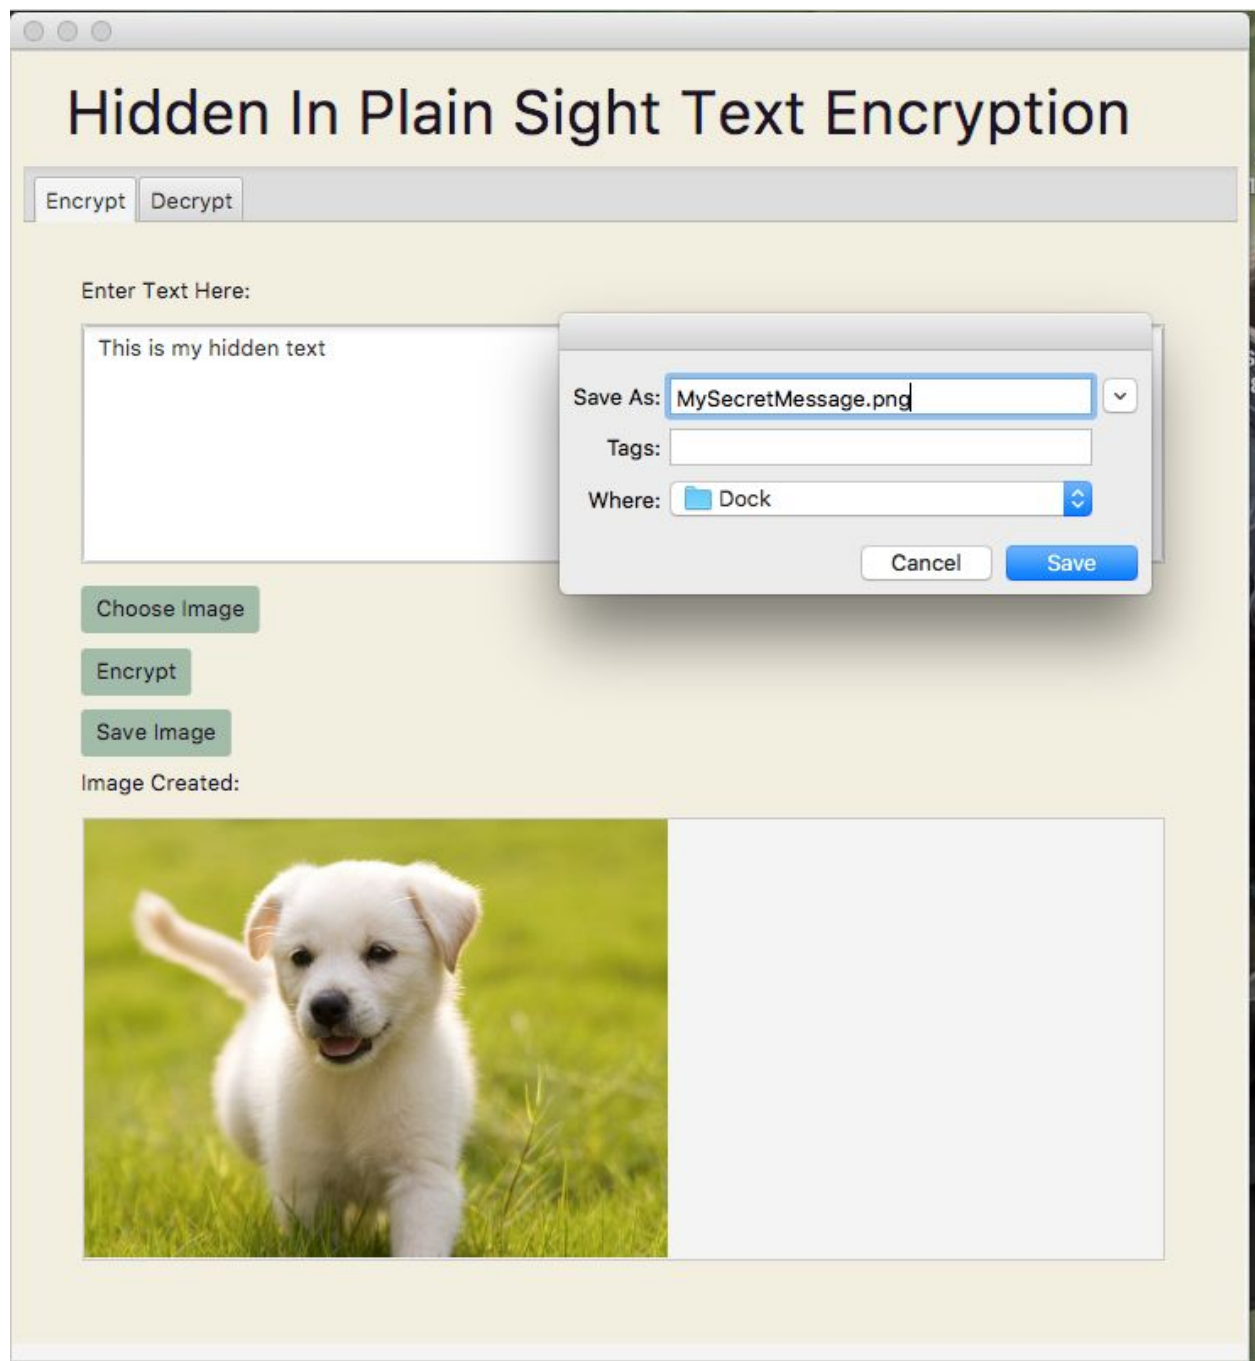 Hidden In Plain Sight Text Encryption
Encrypt Decrypt
Enter Text Here:
This is my hidden text
Save As: MySecretMessage.png
Tags:
Where: Dock
Cancel Save
Choose Image
Encrypt
Save Image
Image Created: